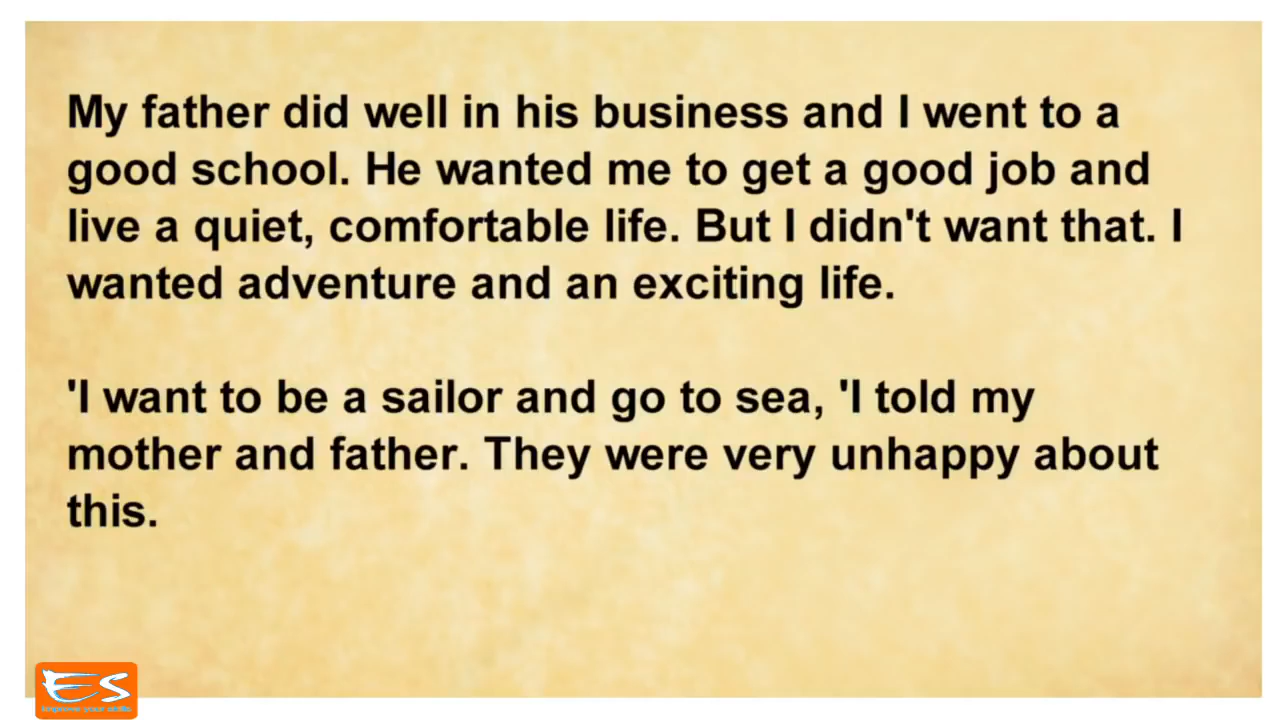 My father did well in his business and I went to a
good school. He wanted me to get a good job and
live a quiet, comfortable life. But I didn't want that. I
wanted adventure and an exciting life.
'I want to be a sailor and go to sea, 'I told my
mother and father. They were very unhappy about
this.
ES